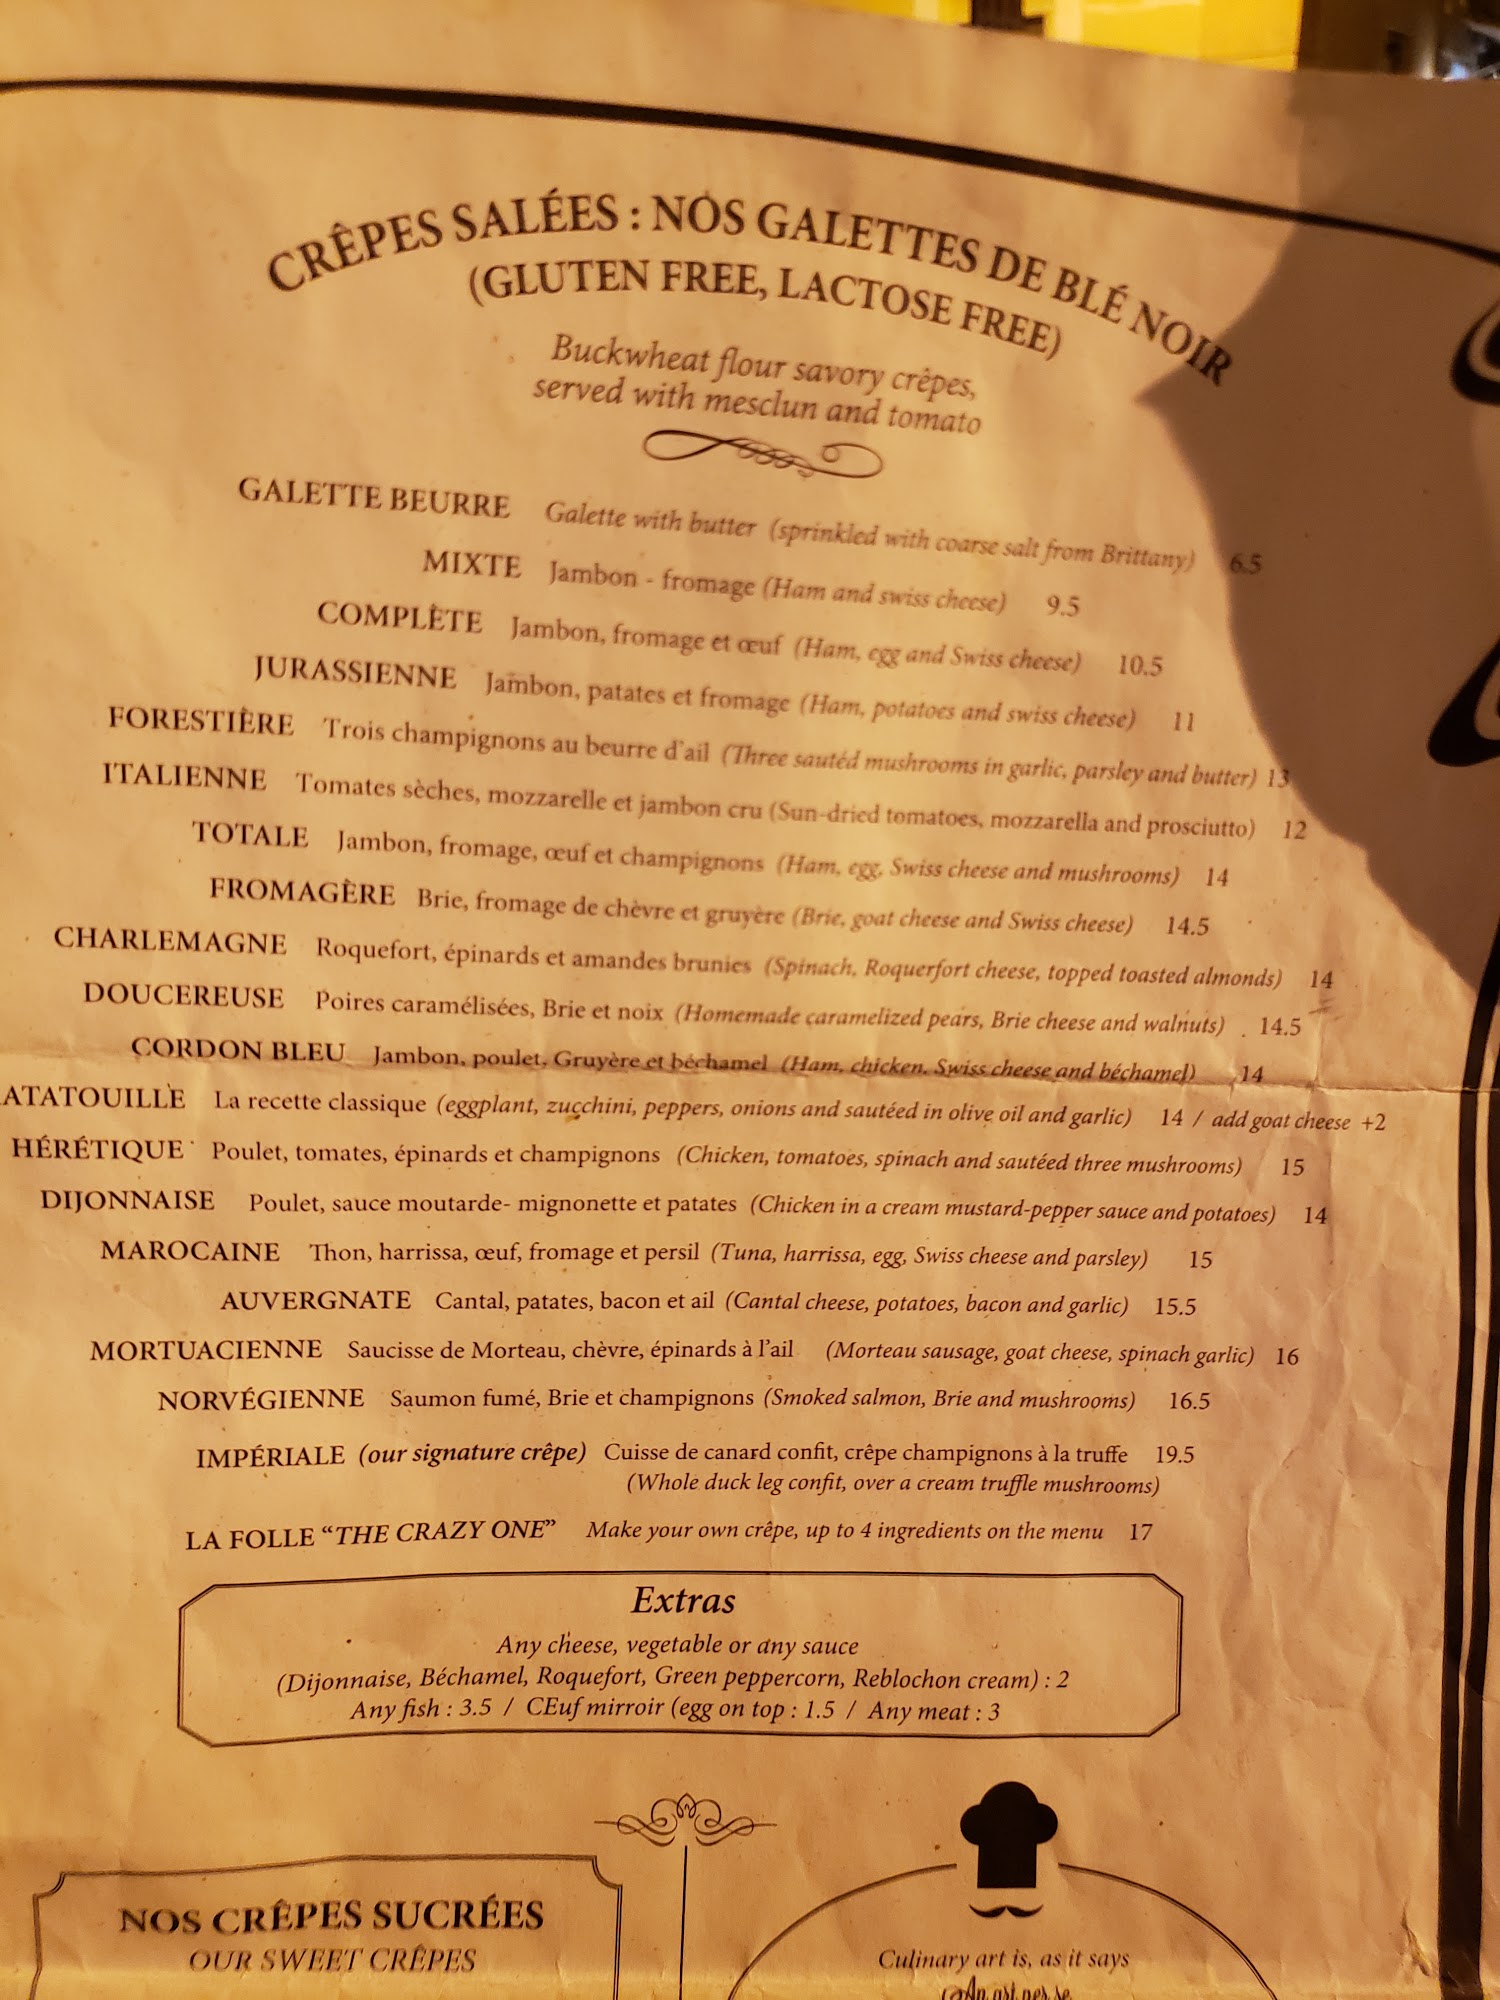 CRÊPES SALÉES : NOS GALETTES DE BLÉ NOIR
(GLUTEN FREE, LACTOSE FREE)
Buckwheat flour savory crêpes,
served with mesclun and tomato
GALETTE BEURRE Galette with butter (sprinkled with coarse salt from Brittany) 6.5
MIXTE Jambon - fromage (Ham and swiss cheese) 9.5
COMPLÈTE Jambon, fromage et œuf (Ham, egg and Swiss cheese) 10.5
JURASSIENNE Jambon, patates et fromage (Ham, potatoes and swiss cheese) 11
FORESTIÈRE Trois champignons au beurre d'ail (Three sautéd mushrooms in garlic, parsley and butter) 13
ITALIENNE Tomates sèches, mozzarelle et jambon cru (Sun-dried tomatoes, mozzarella and prosciutto) 12
TOTALE Jambon, fromage, œuf et champignons (Ham, egg, Swiss cheese and mushrooms) 14
FROMAGÈRE Brie, fromage de chèvre et gruyère (Brie, goat cheese and Swiss cheese) 14.5
CHARLEMAGNE Roquefort, épinards et amandes brunies (Spinach, Roquerfort cheese, topped toasted almonds) 14
DOUCEREUSE Poires caramélisées, Brie et noix (Homemade caramelized pears, Brie cheese and walnuts) 14.5
CORDON BLEU Jambon, poulet, Gruyère et béchamel (Ham, chicken, Swiss cheese and béchamel) 14
ATATOUILLE La recette classique (eggplant, zucchini, peppers, onions and sautéed in olive oil and garlic) 14 / add goat cheese +2
HÉRÉTIQUE Poulet, tomates, épinards et champignons (Chicken, tomatoes, spinach and sautéed three mushrooms) 15
DIJONNAISE Poulet, sauce moutarde- mignonette et patates (Chicken in a cream mustard-pepper sauce and potatoes) 14
MAROCAINE Thon, harrissa, œuf, fromage et persil (Tuna, harrissa, egg, Swiss cheese and parsley) 15
AUVERGNATE Cantal, patates, bacon et ail (Cantal cheese, potatoes, bacon and garlic) 15.5
MORTUACIENNE Saucisse de Morteau, chèvre, épinards à l'ail (Morteau sausage, goat cheese, spinach garlic) 16
NORVÉGIENNE Saumon fumé, Brie et champignons (Smoked salmon, Brie and mushrooms) 16.5
IMPÉRIALE (our signature crêpe) Cuisse de canard confit, crêpe champignons à la truffe 19.5
(Whole duck leg confit, over a cream truffle mushrooms)
LA FOLLE "THE CRAZY ONE" Make your own crêpe, up to 4 ingredients on the menu 17
Extras
Any cheese, vegetable or any sauce
(Dijonnaise, Béchamel, Roquefort, Green peppercorn, Reblochon cream) : 2
Any fish : 3.5 / Œuf mirroir (egg on top : 1.5 / Any meat : 3
NOS CRÊPES SUCRÉES
OUR SWEET CRÊPES
Culinary art is, as it says
An art per se